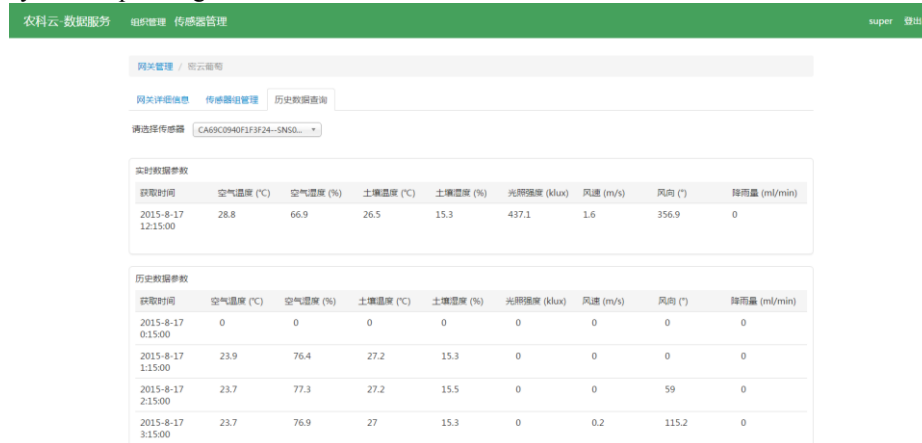 农科云-数据服务 组织管理 传感器管理 super 登出
网关管理 / 密云葡萄
网关详细信息 传感器组管理 历史数据查询
请选择传感器 CA69C0940F1F3F24--SNS0...
实时数据参数
获取时间 空气温度 (℃) 空气湿度 (%) 土壤温度 (℃) 土壤湿度 (%) 光照强度 (klux) 风速 (m/s) 风向 (°) 降雨量 (ml/min)
2015-8-17 28.8 66.9 26.5 15.3 437.1 1.6 356.9 0
12:15:00
历史数据参数
获取时间 空气温度 (℃) 空气湿度 (%) 土壤温度 (℃) 土壤湿度 (%) 光照强度 (klux) 风速 (m/s) 风向 (°) 降雨量 (ml/min)
2015-8-17 0 0 0 0 0 0 0 0
0:15:00
2015-8-17 23.9 76.4 27.2 15.3 0 0 0 0
1:15:00
2015-8-17 23.7 77.3 27.2 15.5 0 0 59 0
2:15:00
2015-8-17 23.7 76.9 27 15.3 0 0.2 115.2 0
3:15:00